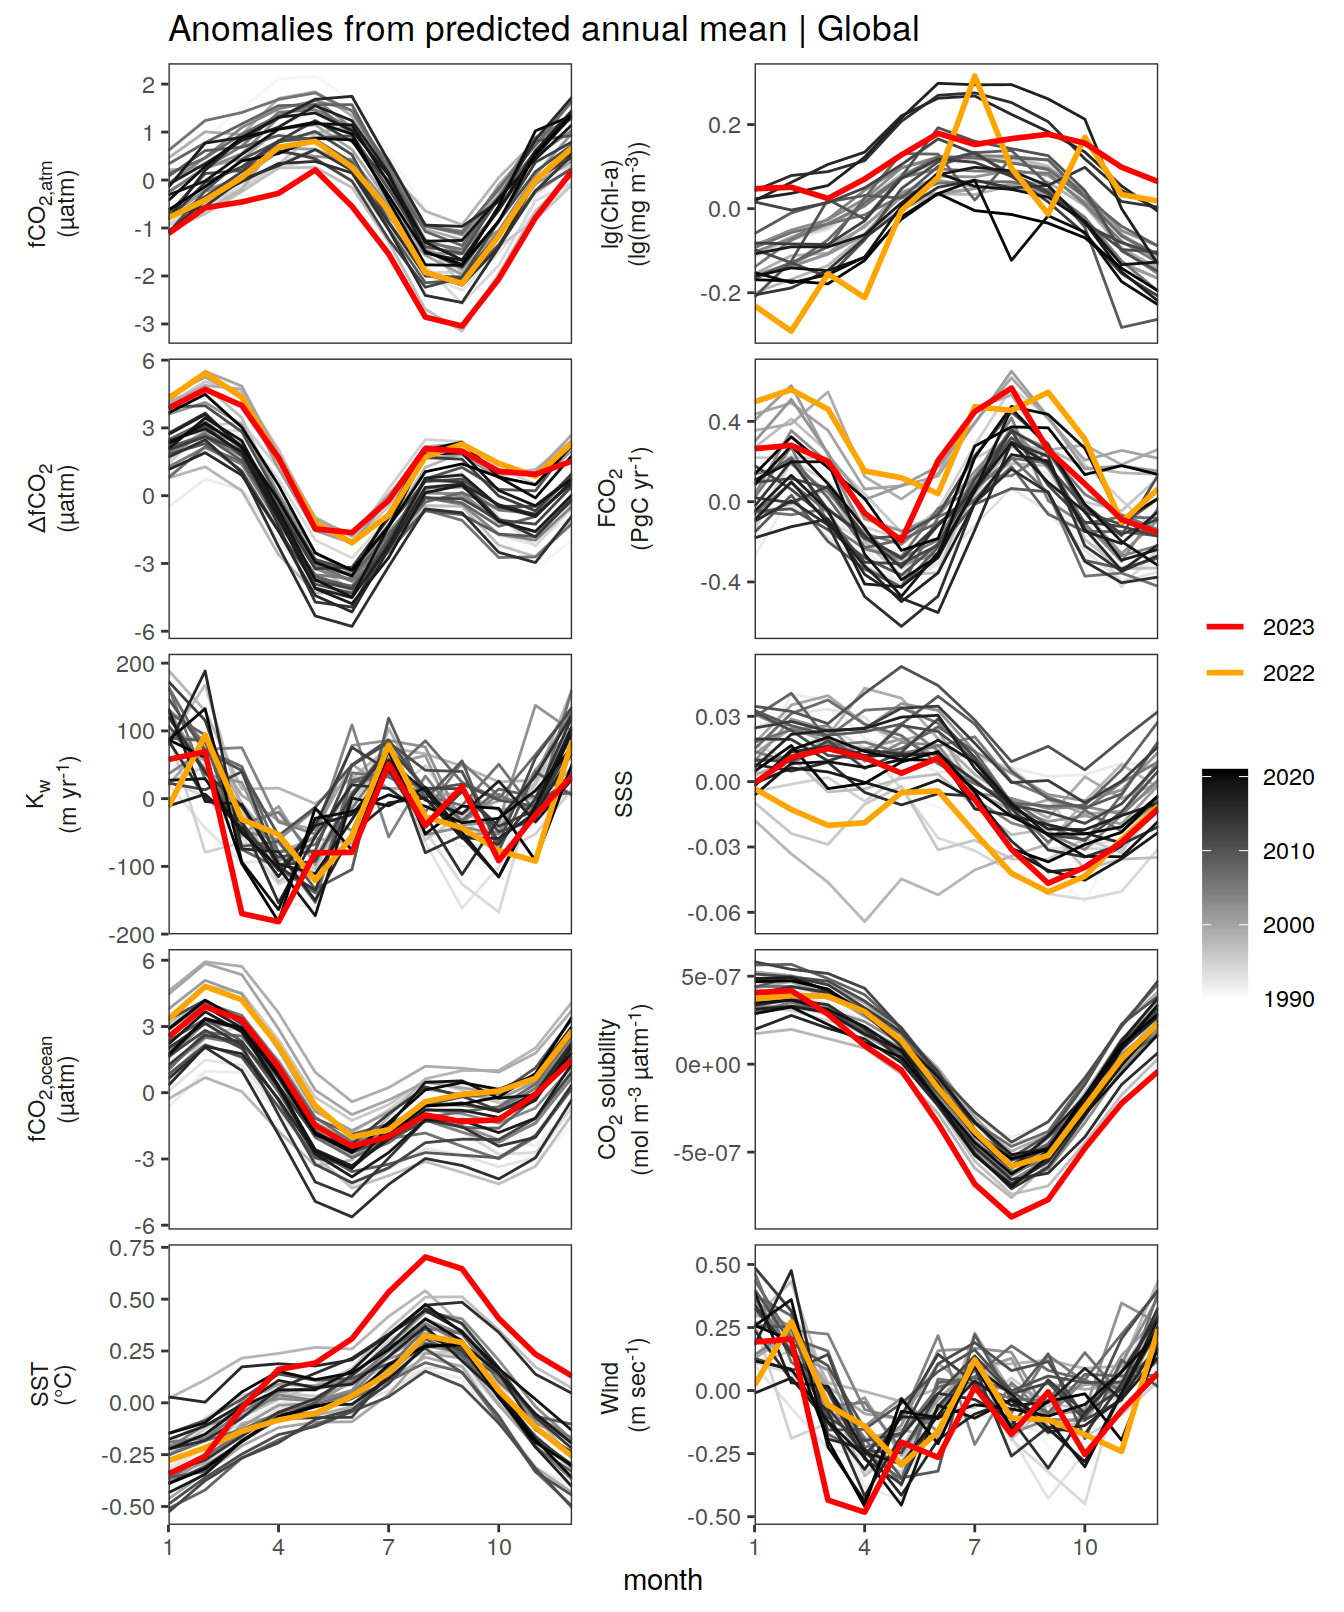 Anomalies from predicted annual mean | Global
fCO2,atm
(µatm)
2
1
0
-1
-2
-3
lg(Chl-a)
(lg(mg m-3))
0.2
0.0
-0.2
ΔfCO2
(µatm)
6
3
0
-3
-6
FCO2
(PgC yr-1)
0.4
0.0
-0.4
Kw
(m yr-1)
200
100
0
-100
-200
SSS
0.03
0.00
-0.03
-0.06
fCO2,ocean
(µatm)
6
3
0
-3
-6
CO2 solubility
(mol m-3 µatm-1)
5e-07
0e+00
-5e-07
SST
(°C)
0.75
0.50
0.25
0.00
-0.25
-0.50
1
4
7
10
Wind
(m sec-1)
0.50
0.25
0.00
-0.25
-0.50
1
4
7
10
month
2023
2022
2020
2010
2000
1990